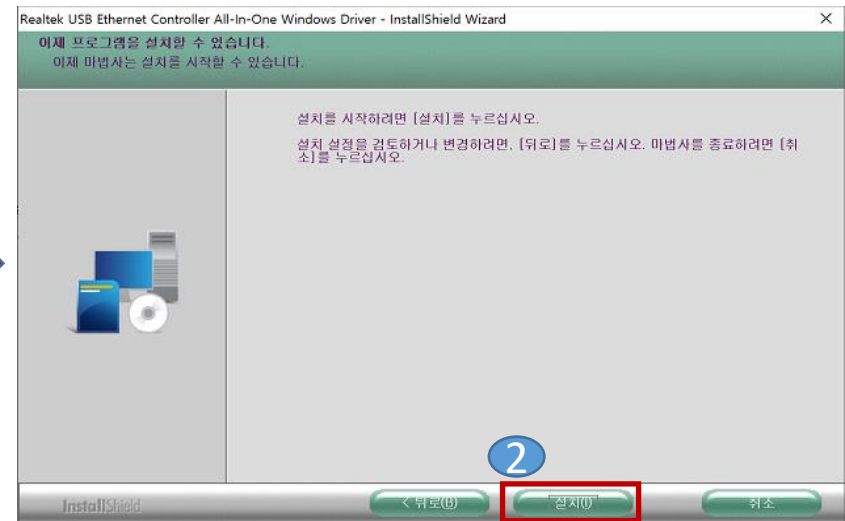 Realtek USB Ethernet Controller All-In-One Windows Driver - InstallShield Wizard
이제 프로그램을 설치할 수 있습니다.
이제 마법사는 설치를 시작할 수 있습니다.
설치를 시작하려면 [설치]를 누르십시오.
설치 설정을 검토하거나 변경하려면, [뒤로]를 누르십시오. 마법사를 종료하려면 [취
소]를 누르십시오.
2
InstallShield
< 뒤로(B)
설치(I)
취소